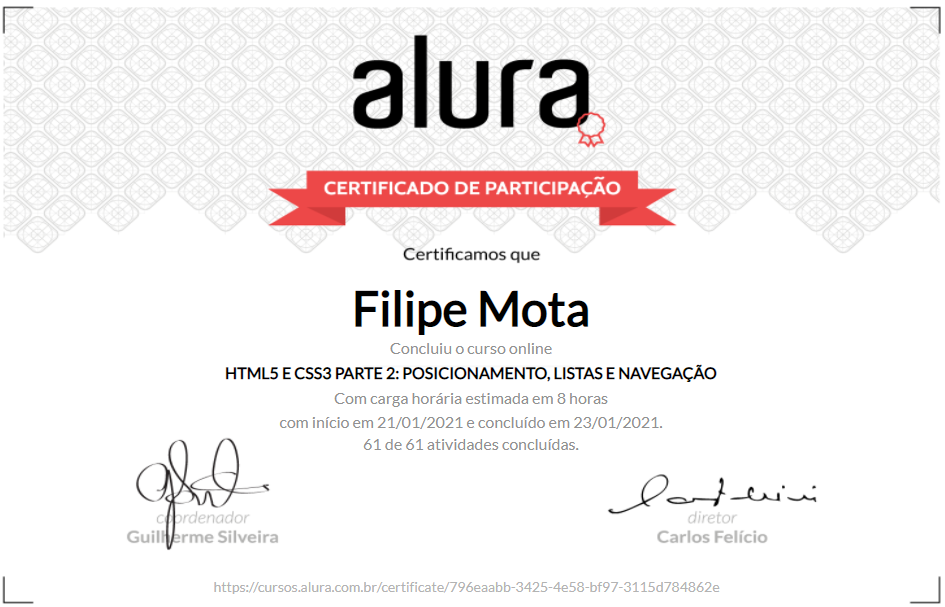 alura
CERTIFICADO DE PARTICIPAÇÃO
Certificamos que
Filipe Mota
Concluiu o curso online
HTML5 E CSS3 PARTE 2: POSICIONAMENTO, LISTAS E NAVEGAÇÃO
Com carga horária estimada em 8 horas
com início em 21/01/2021 e concluído em 23/01/2021.
61 de 61 atividades concluídas.
coordenador
Guilherme Silveira
diretor
Carlos Felício
https://cursos.alura.com.br/certificate/796eaabb-3425-4e58-bf97-3115d784862e